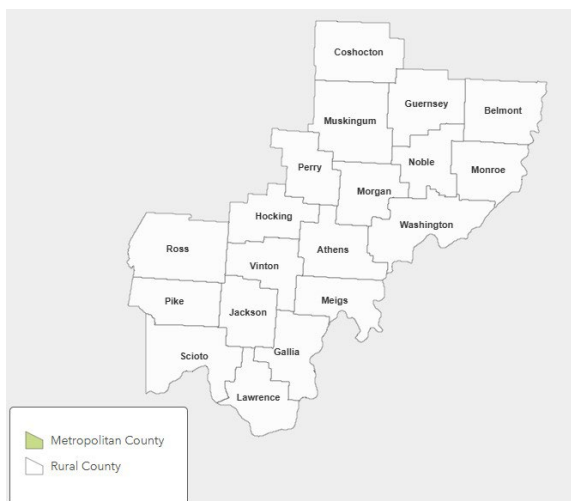 Coshocton
Guernsey
Belmont
Muskingum
Noble
Perry
Monroe
Morgan
Hocking
Washington
Ross
Athens
Vinton
Pike
Meigs
Jackson
Gallia
Scioto
Lawrence
Metropolitan County
Rural County